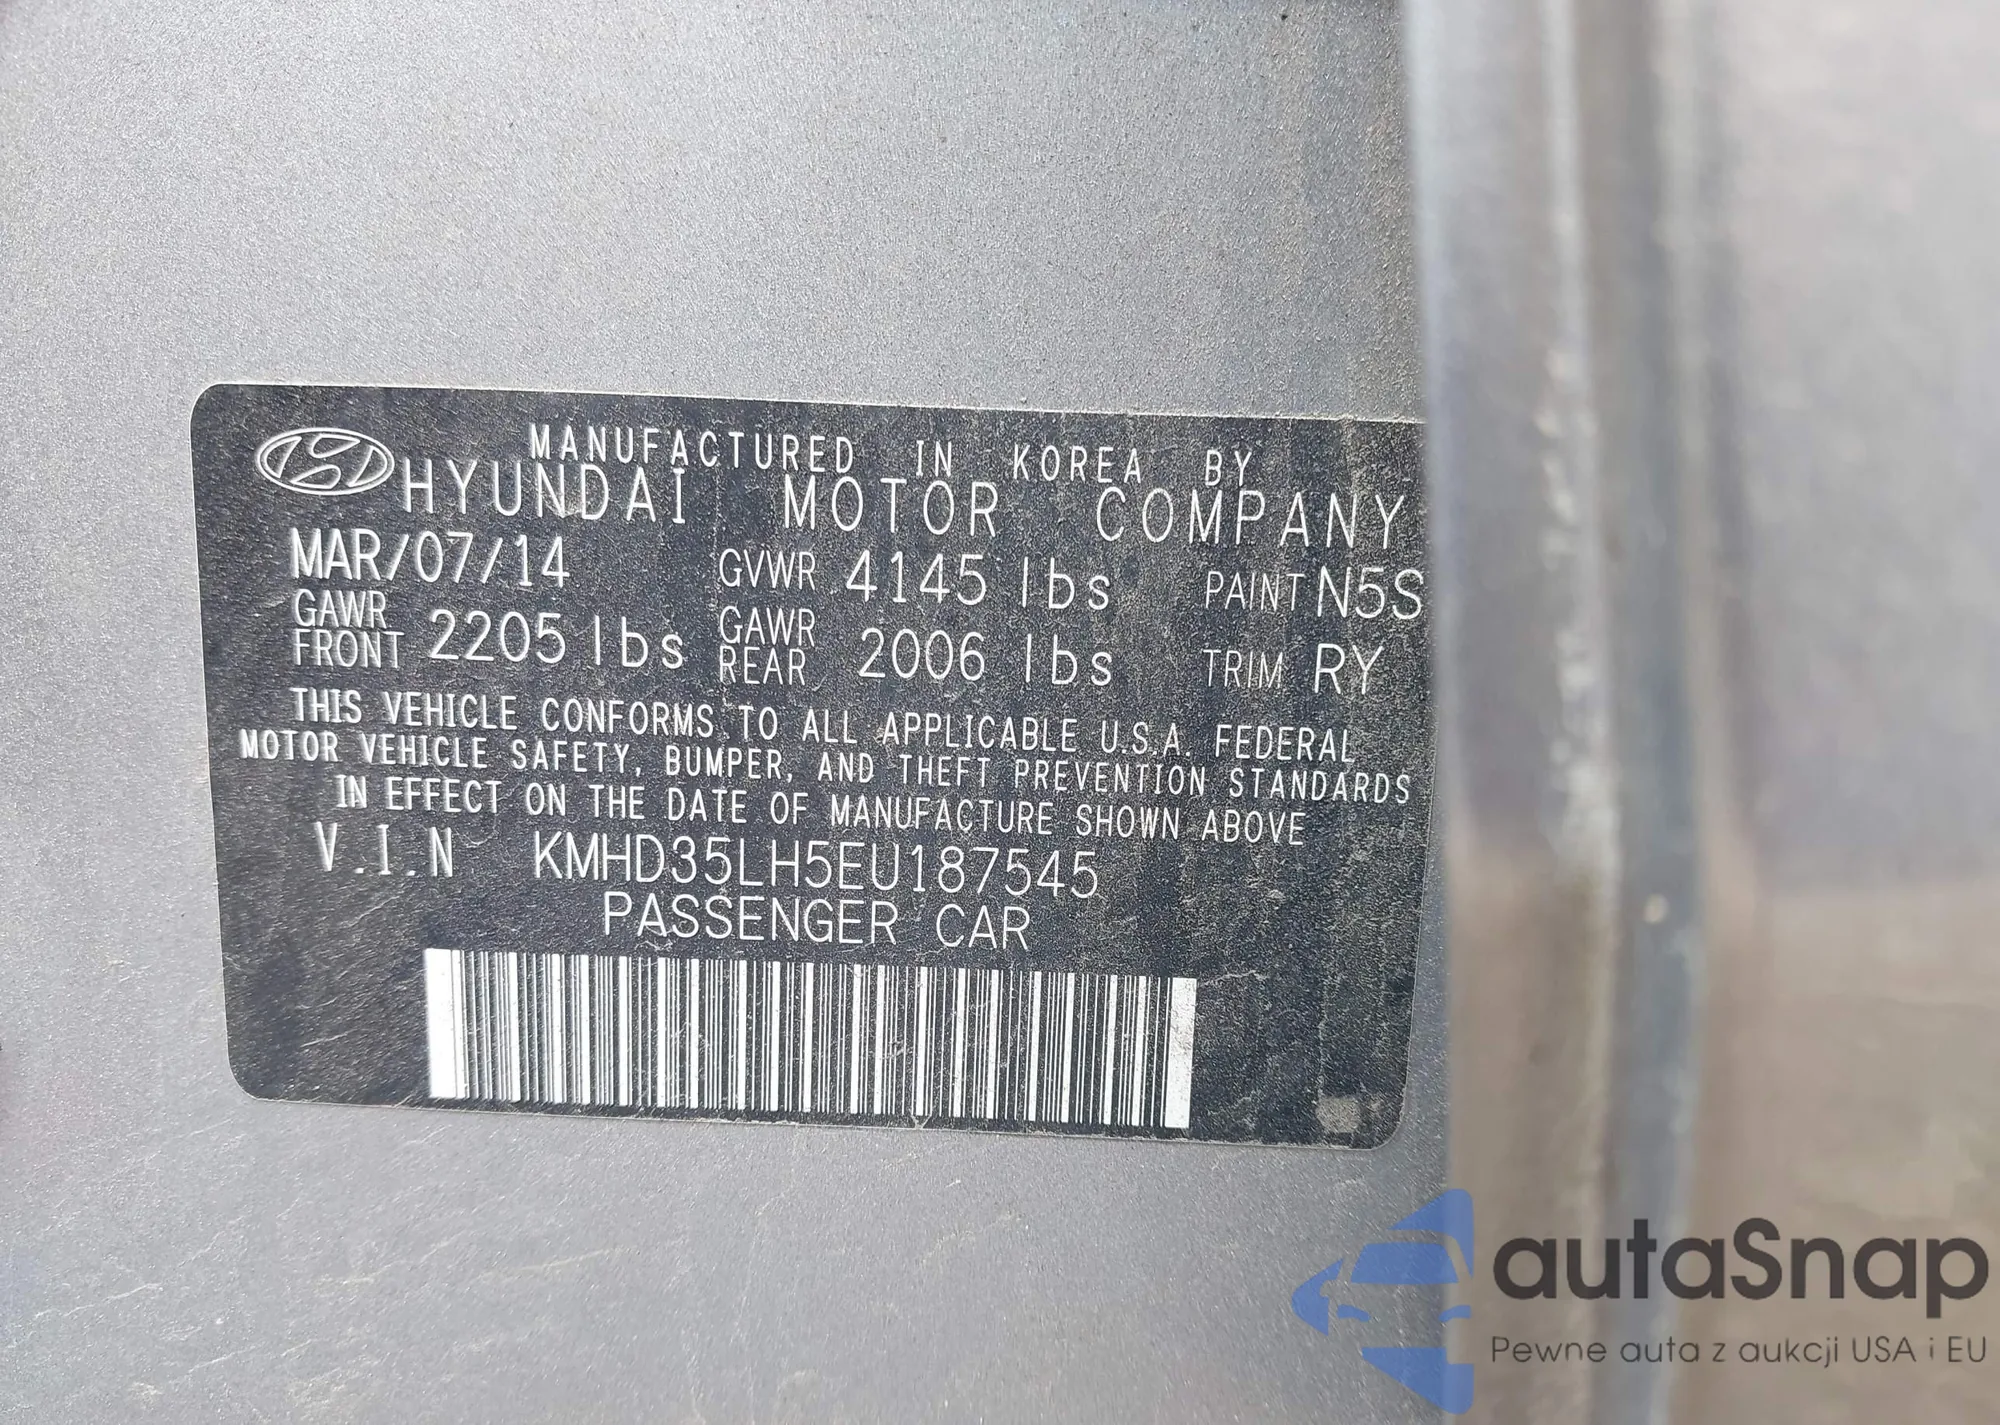 MANUFACTURED IN KOREA BY
HYUNDAI MOTOR COMPANY
MAR/07/14 GVWR 4145 lbs PAINT N5S
GAWR FRONT 2205 lbs GAWR REAR 2006 lbs TRIM RY
THIS VEHICLE CONFORMS TO ALL APPLICABLE U.S.A. FEDERAL
MOTOR VEHICLE SAFETY, BUMPER, AND THEFT PREVENTION STANDARDS
IN EFFECT ON THE DATE OF MANUFACTURE SHOWN ABOVE
V.I.N KMHD35LH5EU187545
PASSENGER CAR
autaSnap
Pewne auta z aukcji USA i EU